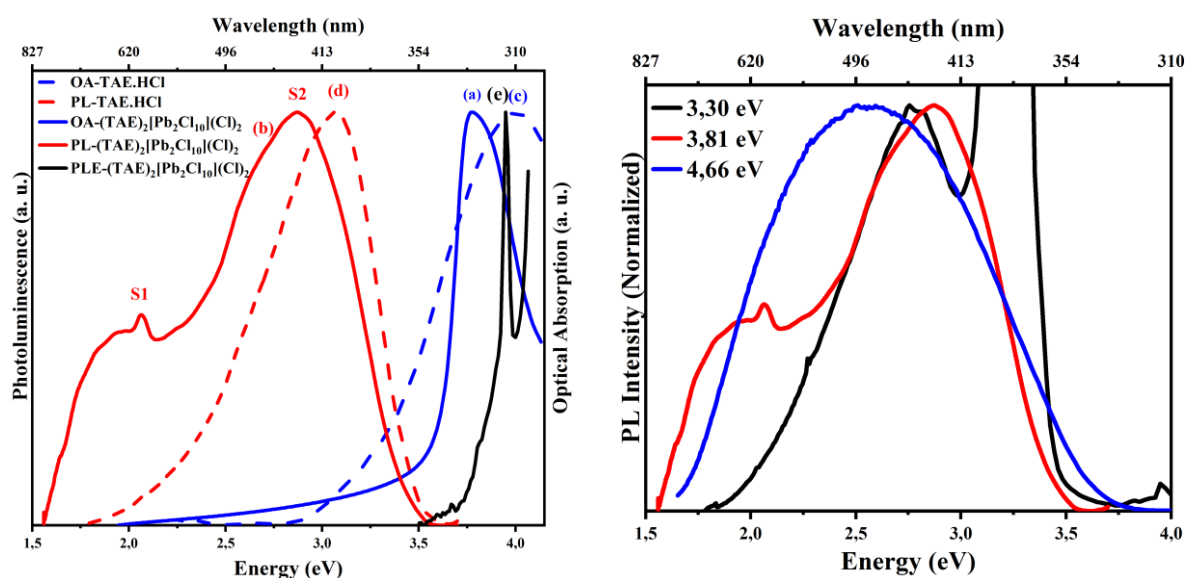 Wavelength (nm)
827 620 496 413 354 310
OA-TAE.HCl
PL-TAE.HCl
OA-(TAE)₂[Pb₂Cl₁₀](Cl)₂
PL-(TAE)₂[Pb₂Cl₁₀](Cl)₂
PLE-(TAE)₂[Pb₂Cl₁₀](Cl)₂
S2
(d)
(a)
(e)
(c)
(b)
S1
Photoluminescence (a. u.)
Optical Absorption (a. u.)
1,5 2,0 2,5 3,0 3,5 4,0
Energy (eV)
Wavelength (nm)
827 620 496 413 354 310
3,30 eV
3,81 eV
4,66 eV
PL Intensity (Normalized)
1,5 2,0 2,5 3,0 3,5 4,0
Energy (eV)